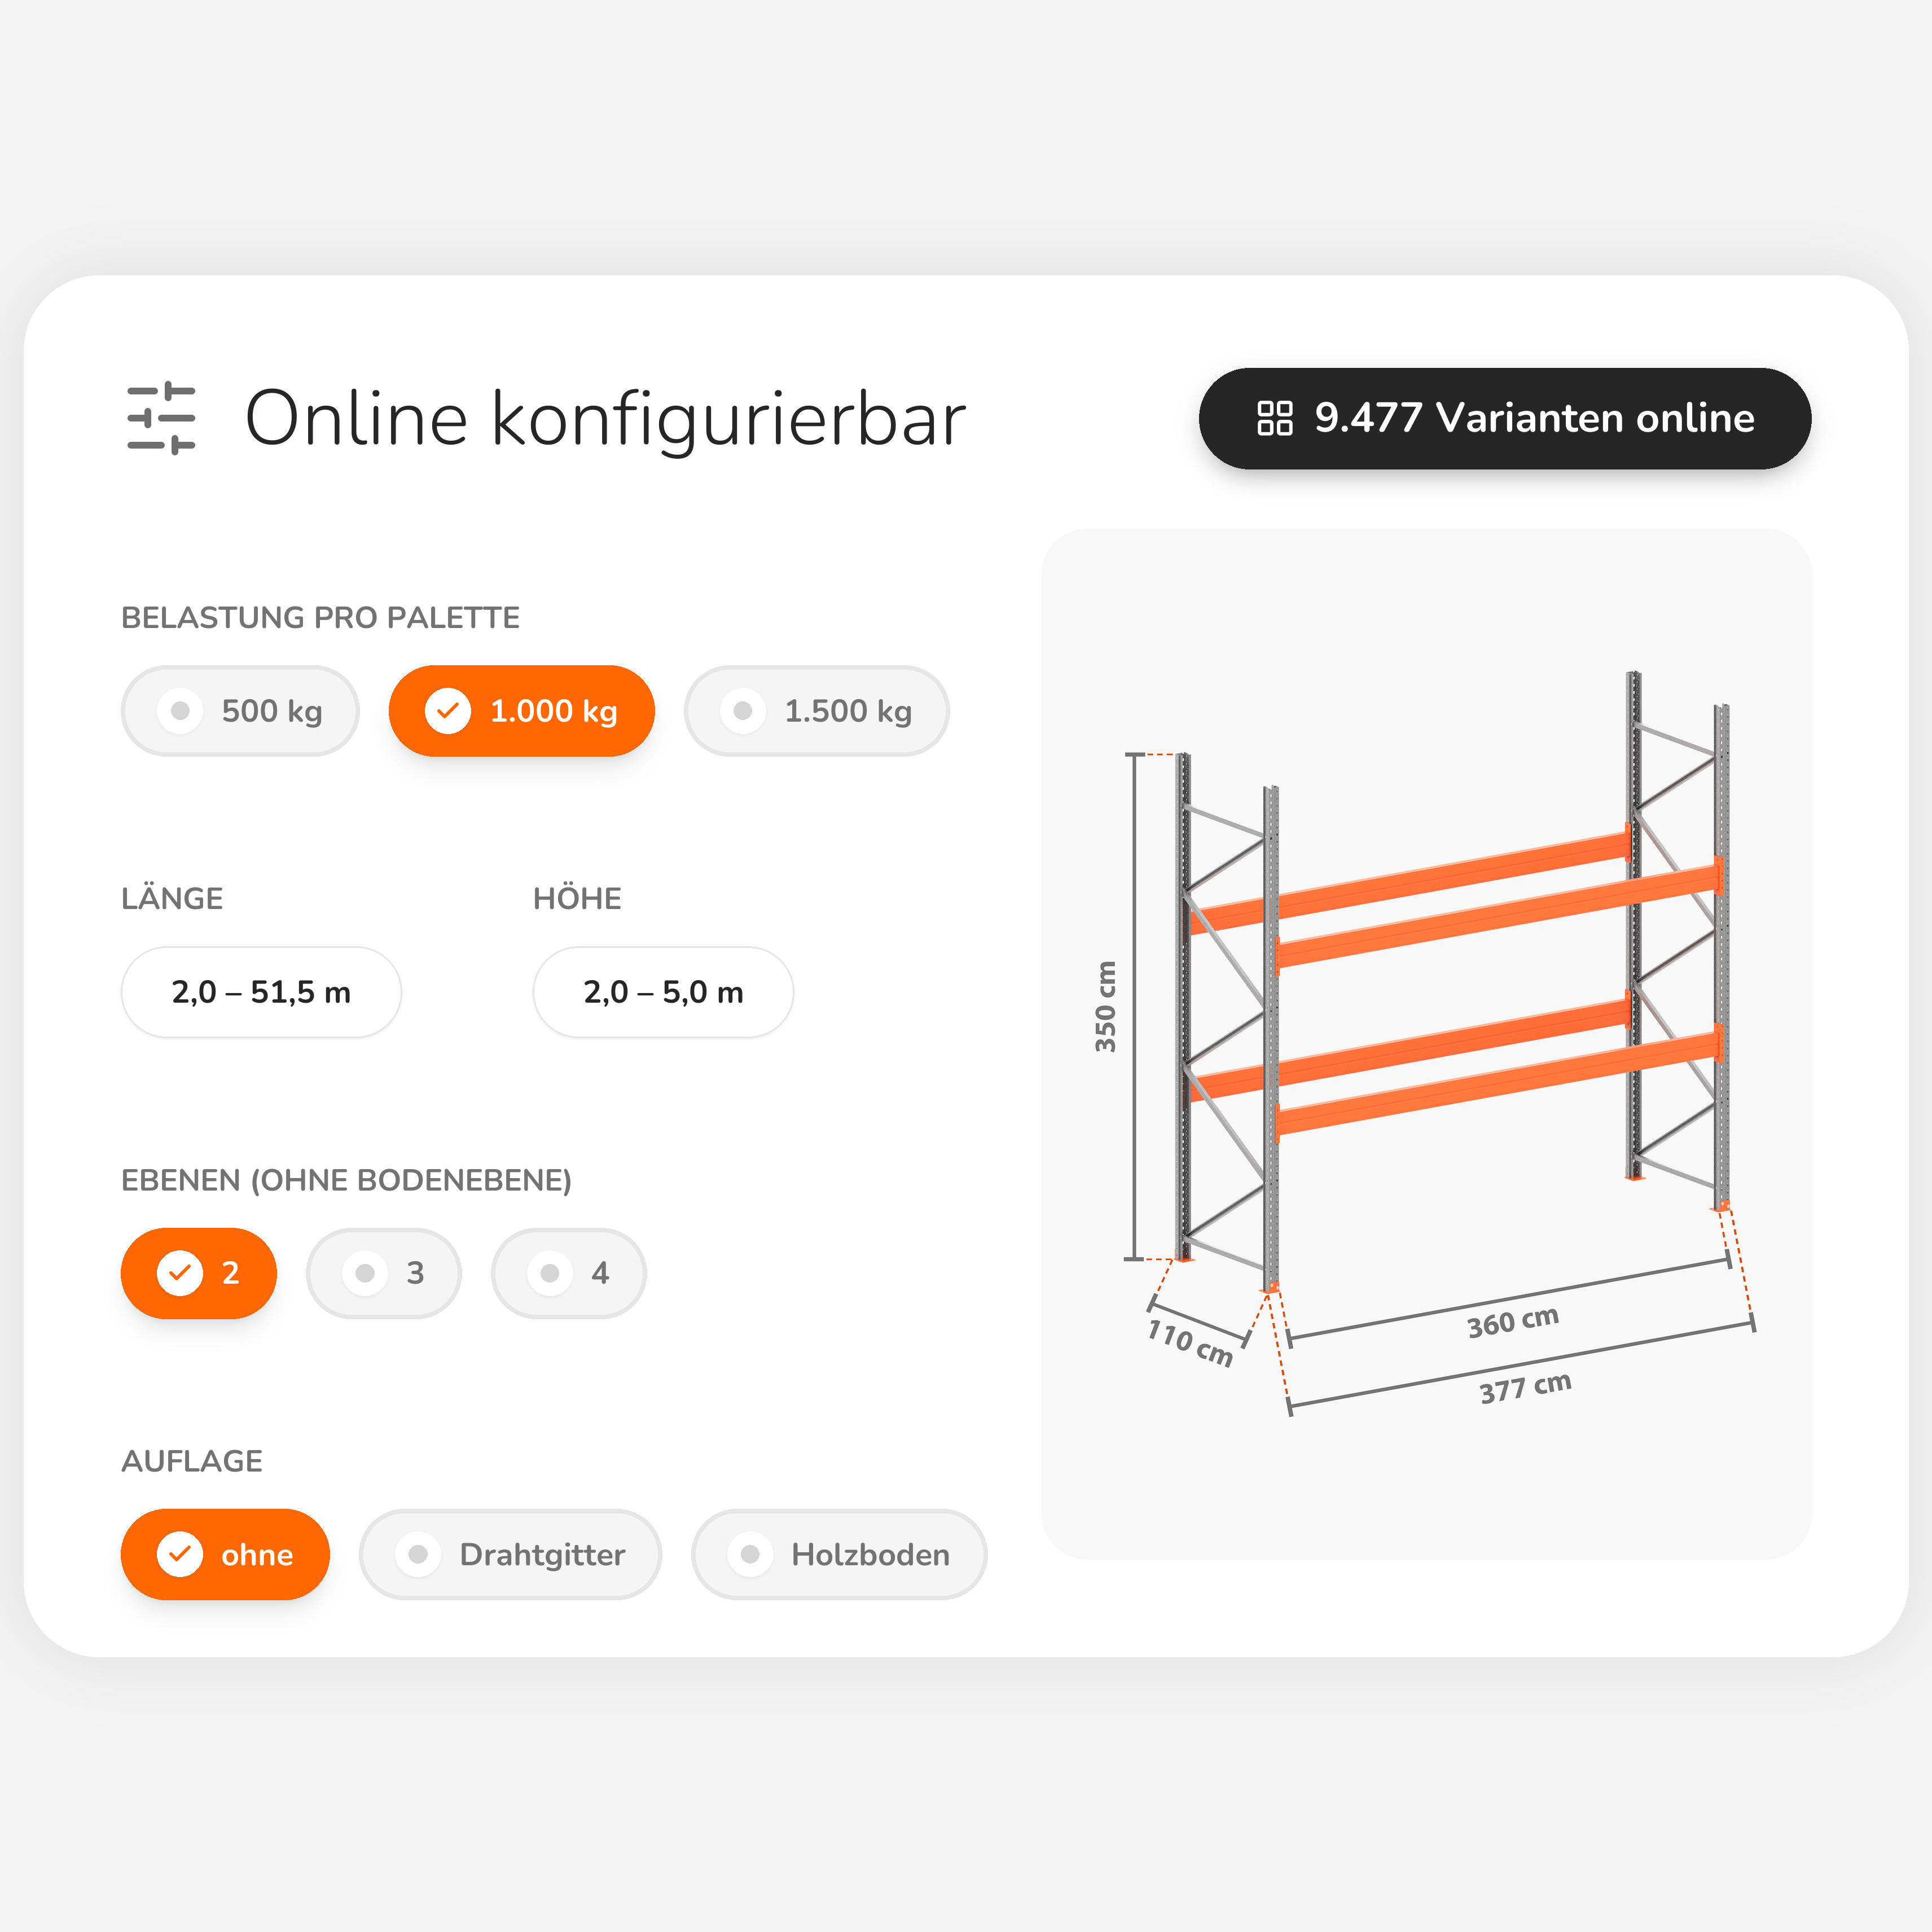 Online konfigurierbar
9.477 Varianten online
BELASTUNG PRO PALETTE
500 kg
1.000 kg
1.500 kg
LÄNGE
HÖHE
2,0 – 51,5 m
2,0 – 5,0 m
EBENEN (OHNE BODENEBENE)
2
3
4
AUFLAGE
ohne
Drahtgitter
Holzboden
350 cm
110 cm
360 cm
377 cm